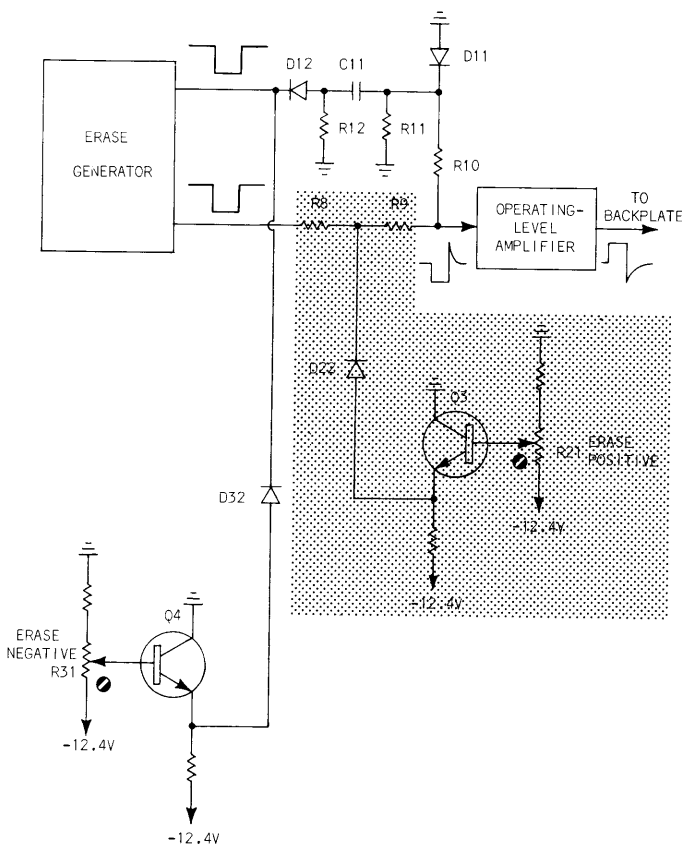 D12
C11
D11
ERASE
GENERATOR
R12
R11
R10
R8
R9
OPERATING-
LEVEL
AMPLIFIER
TO
BACKPLATE
D22
Q3
R21 ERASE
POSITIVE
-12.4V
-12.4V
D32
Q4
ERASE
NEGATIVE
R31
-12.4V
-12.4V